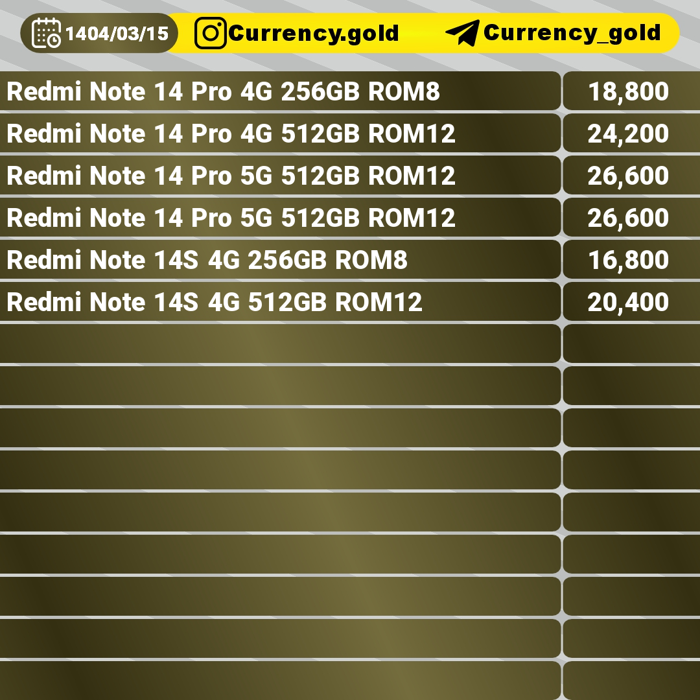 1404/03/15 Currency.gold Currency_gold
Redmi Note 14 Pro 4G 256GB ROM8 18,800
Redmi Note 14 Pro 4G 512GB ROM12 24,200
Redmi Note 14 Pro 5G 512GB ROM12 26,600
Redmi Note 14 Pro 5G 512GB ROM12 26,600
Redmi Note 14S 4G 256GB ROM8 16,800
Redmi Note 14S 4G 512GB ROM12 20,400